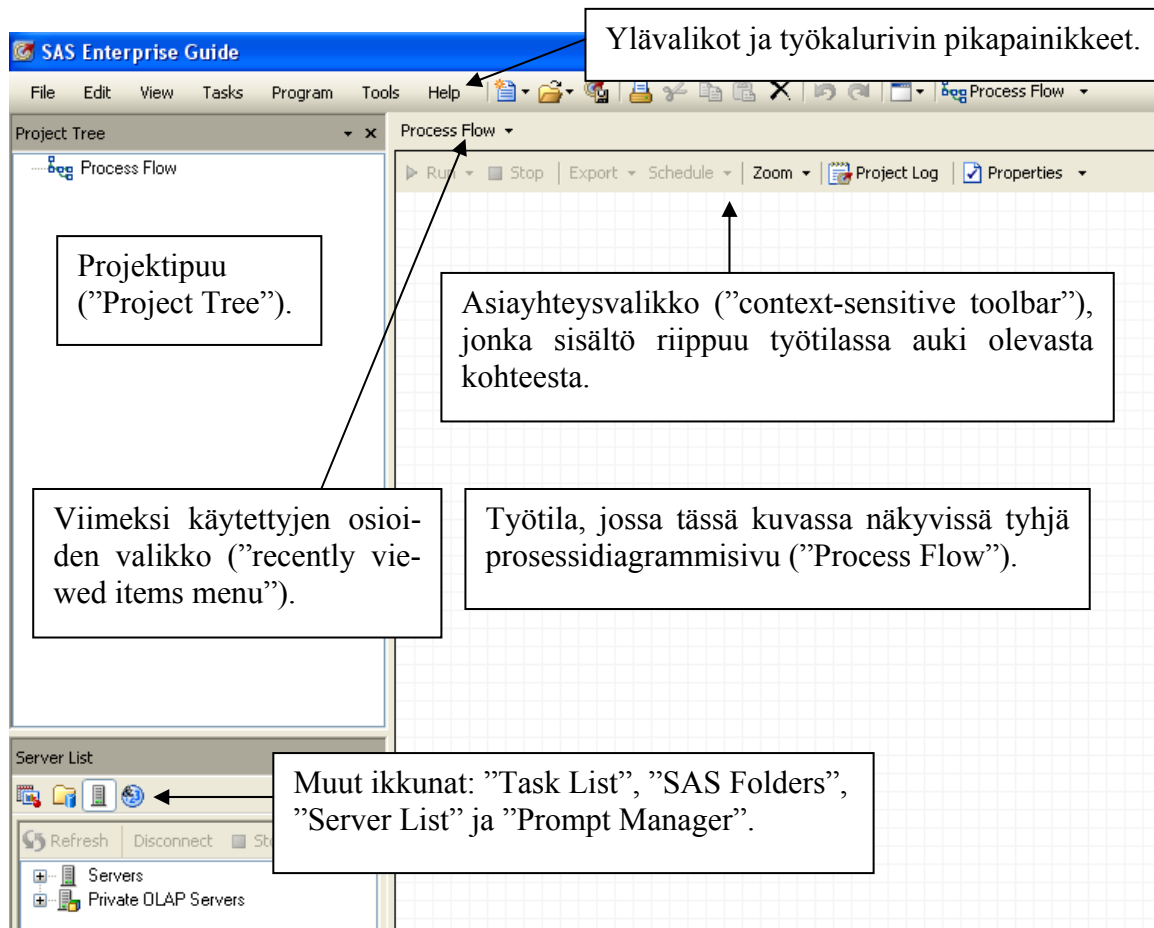 SAS Enterprise Guide
Ylävalikot ja työkalurivin pikapainikkeet.
File Edit View Tasks Program Tools Help Process Flow
Project Tree
Process Flow
Process Flow
Run Stop Export Schedule Zoom Project Log Properties
Projektipuu
(”Project Tree”).
Asiayhteysvalikko (”context-sensitive toolbar”),
jonka sisältö riippuu työtilassa auki olevasta
kohteesta.
Viimeksi käytettyjen osioi-
den valikko (”recently vie-
wed items menu”).
Työtila, jossa tässä kuvassa näkyvissä tyhjä
prosessidiagrammisivu (”Process Flow”).
Server List
Muut ikkunat: ”Task List”, ”SAS Folders”,
”Server List” ja ”Prompt Manager”.
Refresh Disconnect
Servers
Private OLAP Servers